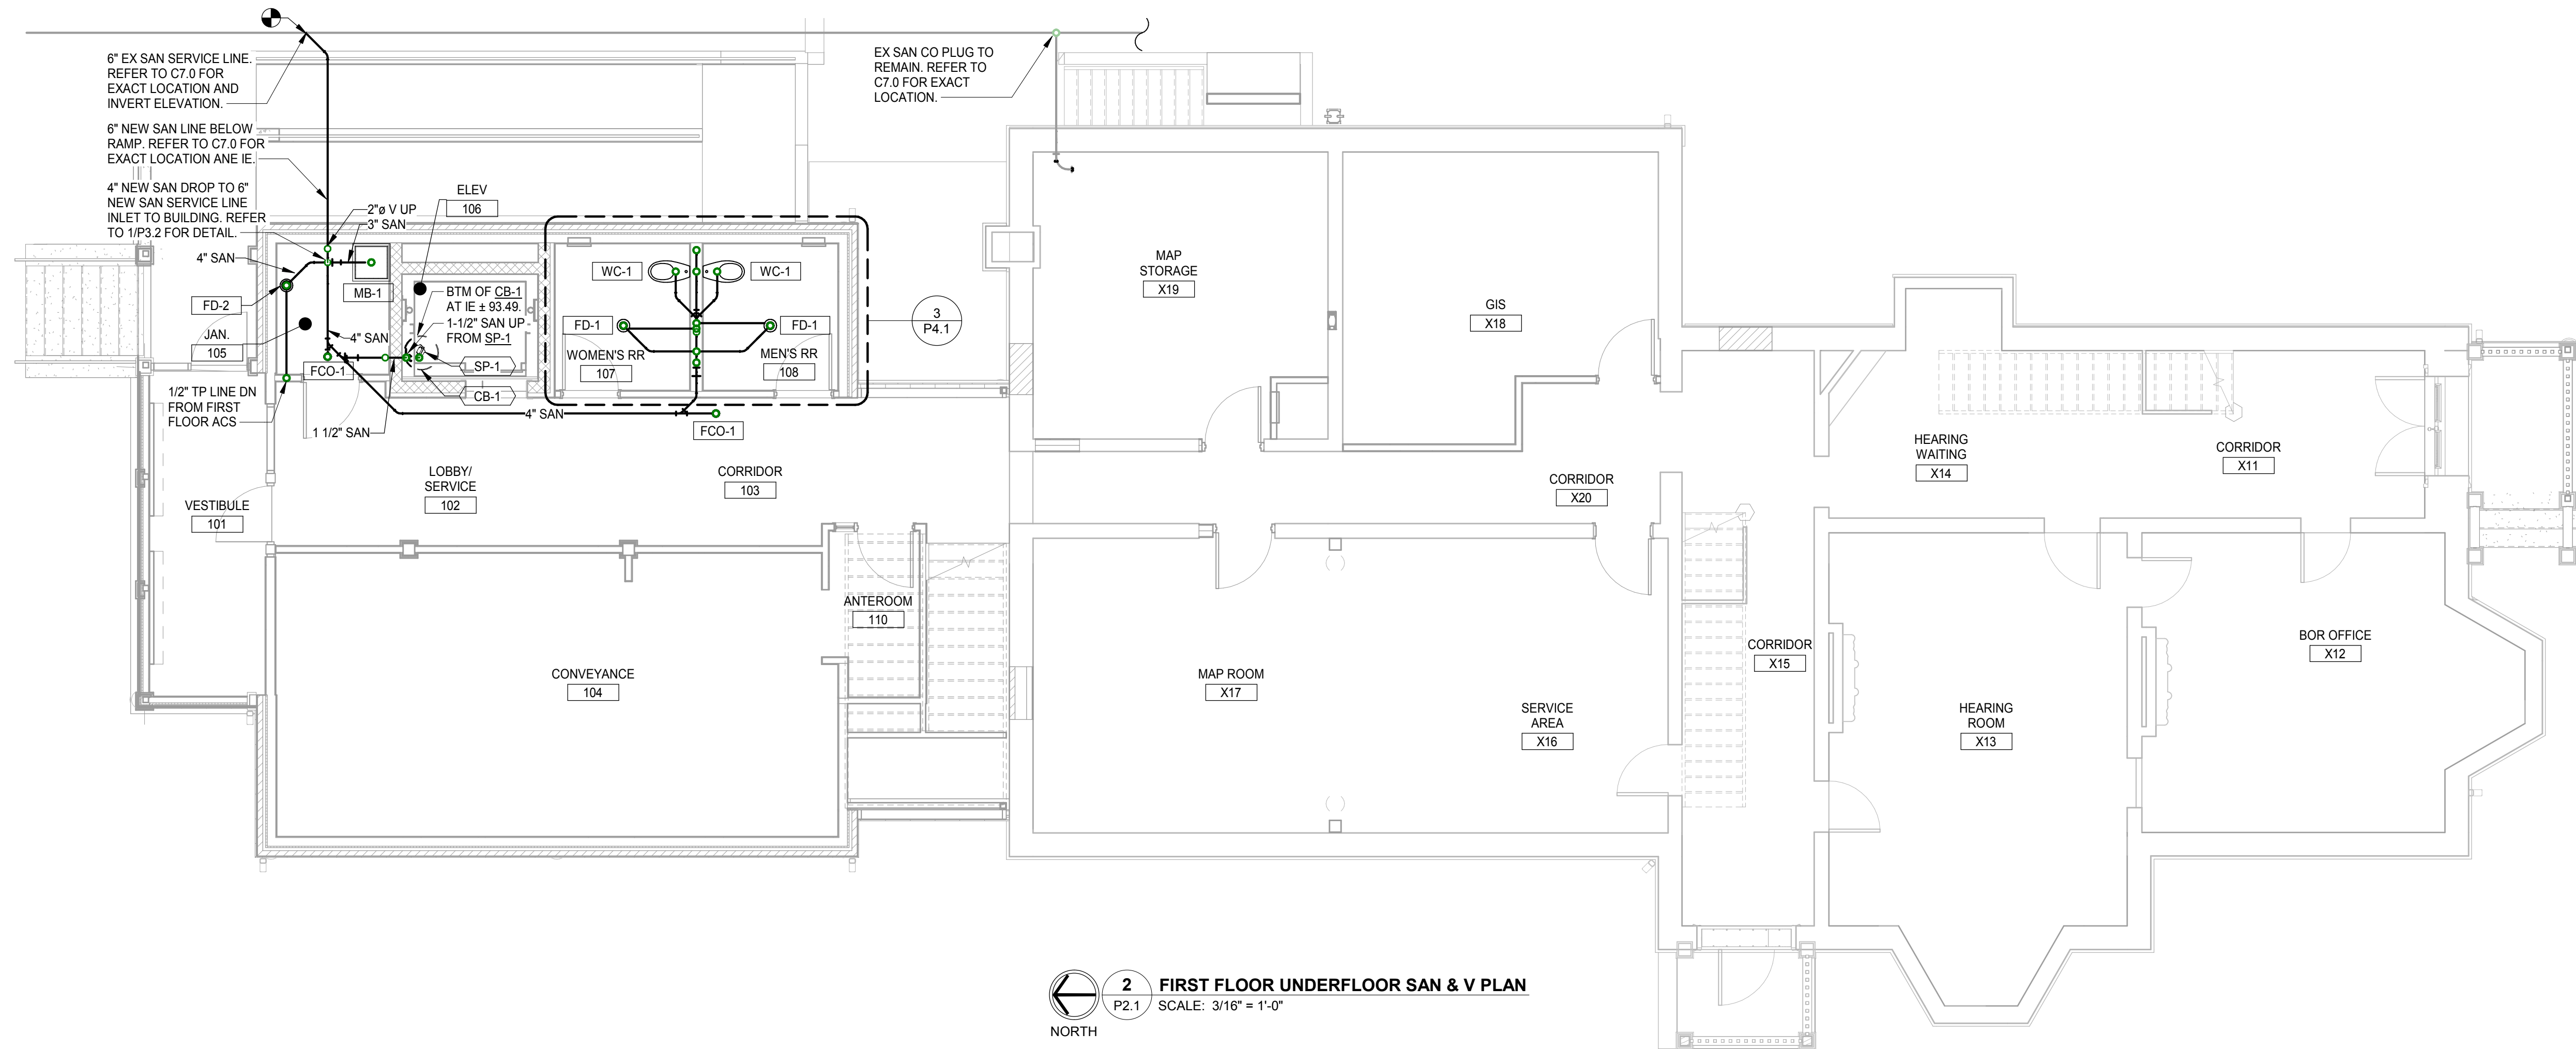 6" EX SAN SERVICE LINE.
REFER TO C7.0 FOR
EXACT LOCATION AND
INVERT ELEVATION.
6" NEW SAN LINE BELOW
RAMP. REFER TO C7.0 FOR
EXACT LOCATION ANE IE.
4" NEW SAN DROP TO 6"
NEW SAN SERVICE LINE
INLET TO BUILDING. REFER
TO 1/P3.2 FOR DETAIL.
4" SAN
FD-2
JAN.
105
1/2" TP LINE DN
FROM FIRST
FLOOR ACS
2"ø V UP
3" SAN
ELEV
106
MB-1
4" SAN
FCO-1
1 1/2" SAN
BTM OF CB-1
AT IE ± 93.49.
1-1/2" SAN UP
FROM SP-1
SP-1
CB-1
4" SAN
WC-1
WC-1
FD-1
FD-1
WOMEN'S RR
107
MEN'S RR
108
FCO-1
3
P4.1
EX SAN CO PLUG TO
REMAIN. REFER TO
C7.0 FOR EXACT
LOCATION.
MAP
STORAGE
X19
GIS
X18
HEARING
WAITING
X14
CORRIDOR
X11
LOBBY/
SERVICE
102
CORRIDOR
103
CORRIDOR
X20
VESTIBULE
101
ANTEROOM
110
CONVEYANCE
104
MAP ROOM
X17
SERVICE
AREA
X16
CORRIDOR
X15
HEARING
ROOM
X13
BOR OFFICE
X12
2
P2.1
FIRST FLOOR UNDERFLOOR SAN & V PLAN
SCALE: 3/16" = 1'-0"
NORTH